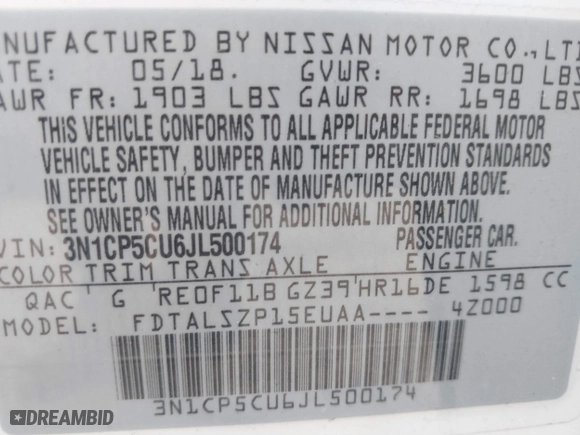 NUFACTURED BY NISSAN MOTOR CO., LT
ATE: 05/18. GVWR: 3600 LBS
AWR FR: 1903 LBS GAWR RR: 1698 LBS
THIS VEHICLE CONFORMS TO ALL APPLICABLE FEDERAL MOTOR
VEHICLE SAFETY, BUMPER AND THEFT PREVENTION STANDARDS
IN EFFECT ON THE DATE OF MANUFACTURE SHOWN ABOVE.
SEE OWNER'S MANUAL FOR ADDITIONAL INFORMATION.
VIN: 3N1CP5CU6JL500174 PASSENGER CAR.
COLOR TRIM TRANS AXLE ENGINE
QAC G RE0F11B GZ39 HR16DE 1598 CC
MODEL: FDTALSZP15EUAA---- 4Z000
3N1CP5CU6JL500174
DREAMBID